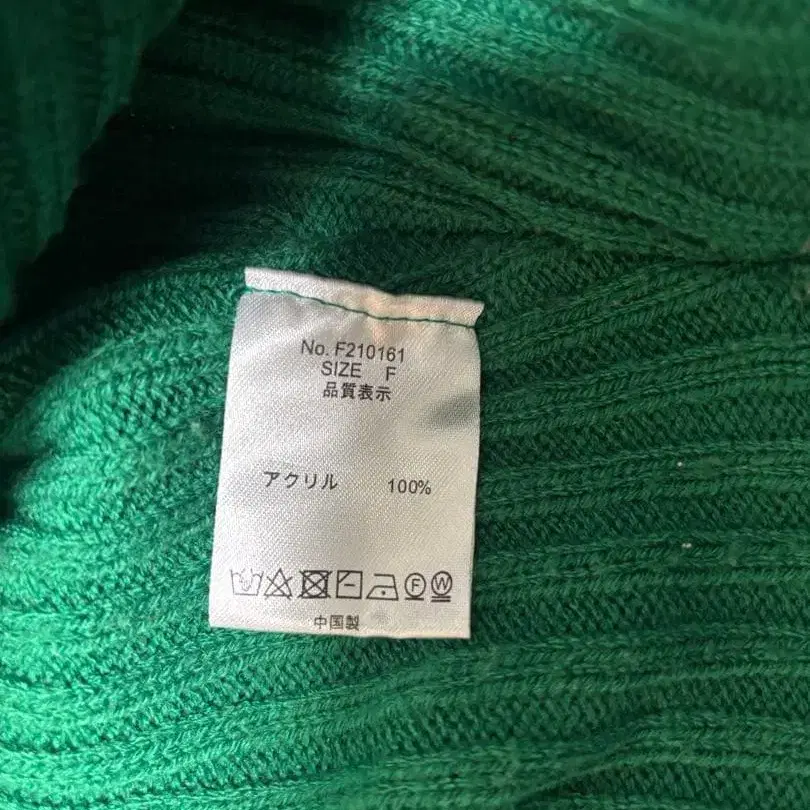 No. F210161
SIZE F
品質表示
アクリル 100%
F W
中国製